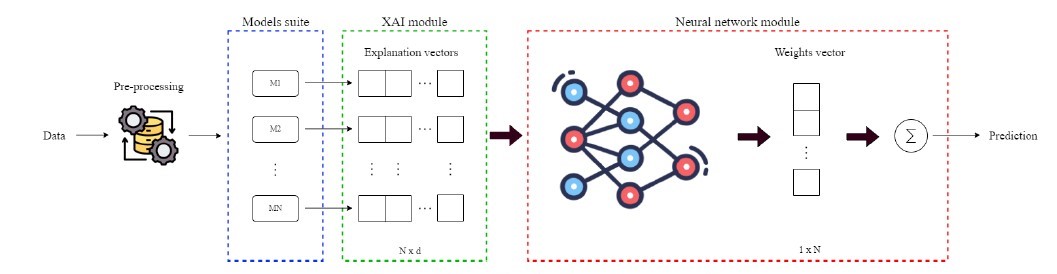 Models suite
XAI module
Neural network module
Explanation vectors
Weights vector
Pre-processing
M1
...
Data
M2
...
Σ
Prediction
⋮
⋮ ⋮ ⋮
⋮
MN
...
N x d
1 x N